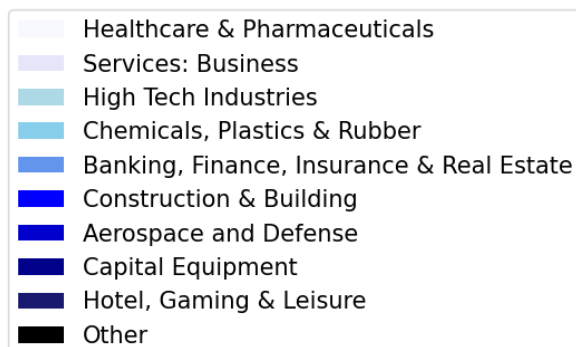 Healthcare & Pharmaceuticals
Services: Business
High Tech Industries
Chemicals, Plastics & Rubber
Banking, Finance, Insurance & Real Estate
Construction & Building
Aerospace and Defense
Capital Equipment
Hotel, Gaming & Leisure
Other